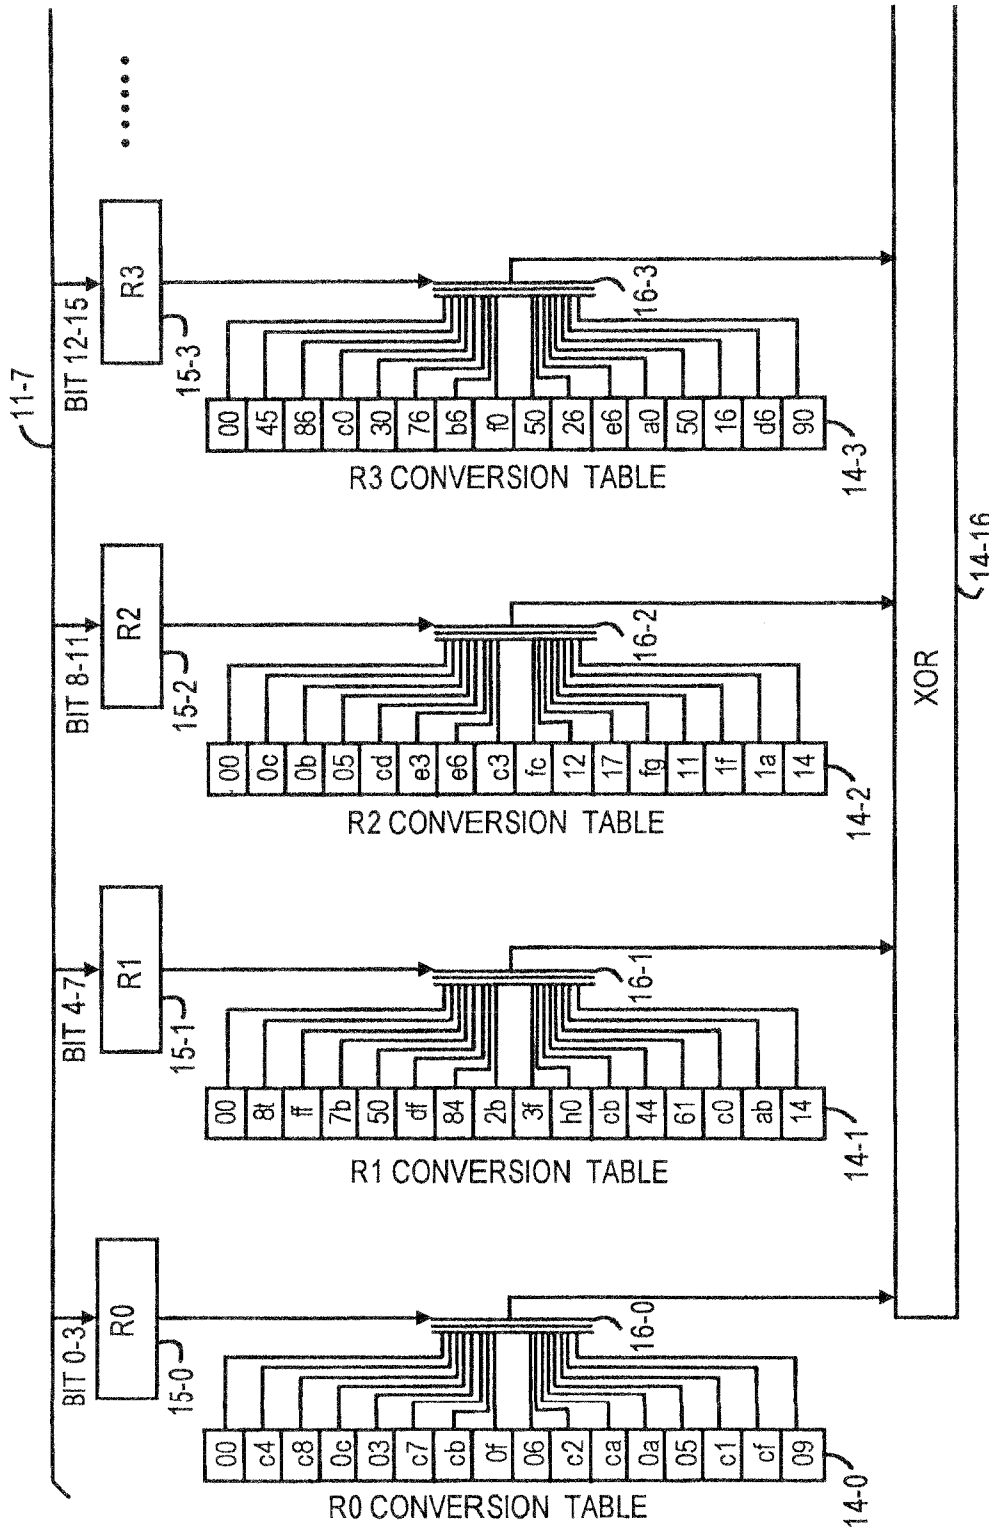 11-7
BIT 0-3
BIT 4-7
BIT 8-11
BIT 12-15
......
R0
R1
R2
R3
15-0
15-1
15-2
15-3
00
c4
c8
0c
03
c7
cb
0f
06
c2
ca
0a
05
c1
cf
09
R0 CONVERSION TABLE
14-0
16-0
00
8t
ff
7b
50
df
84
2b
3f
h0
cb
44
61
c0
ab
14
R1 CONVERSION TABLE
14-1
16-1
00
0c
0b
05
cd
e3
e6
c3
fc
12
17
fg
11
1f
1a
14
R2 CONVERSION TABLE
14-2
16-2
00
45
86
c0
30
76
b6
f0
50
26
e6
a0
50
16
d6
90
R3 CONVERSION TABLE
14-3
16-3
XOR
14-16